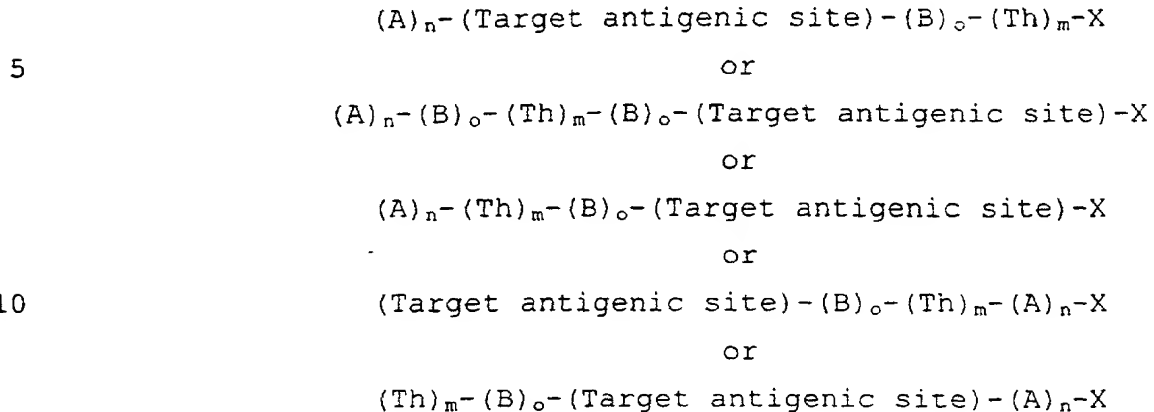 (A)n-(Target antigenic site)-(B)o-(Th)m-X
5 or
(A)n-(B)o-(Th)m-(B)o-(Target antigenic site)-X
or
(A)n-(Th)m-(B)o-(Target antigenic site)-X
or
10 (Target antigenic site)-(B)o-(Th)m-(A)n-X
or
(Th)m-(B)o-(Target antigenic site)-(A)n-X